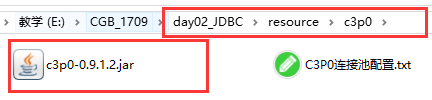 教学 (E:) > CGB_1709 > day02_JDBC > resource > c3p0 >
c3p0-0.9.1.2.jar
C3P0连接池配置.txt